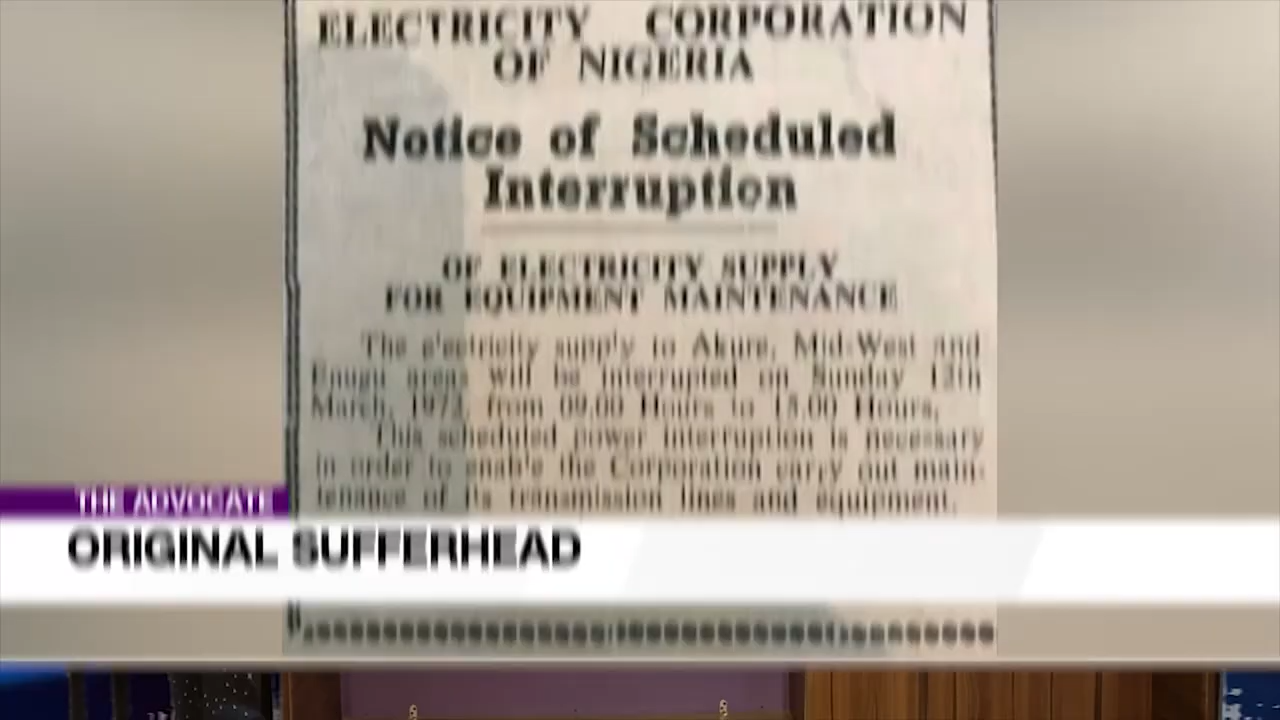 ELECTRICITY CORPORATION
OF NIGERIA
Notice of Scheduled
Interruption
OF ELECTRICITY SUPPLY
FOR EQUIPMENT MAINTENANCE
The electricity supply to Akure, Mid-West and
Enugu areas will be interrupted on Sunday 12th
March, 1972, from 09.00 Hours to 15.00 Hours.
This scheduled power interruption is necessary
in order to enable the Corporation carry out main-
tenance of its transmission lines and equipment.
THE ADVOCATE
ORIGINAL SUFFERHEAD